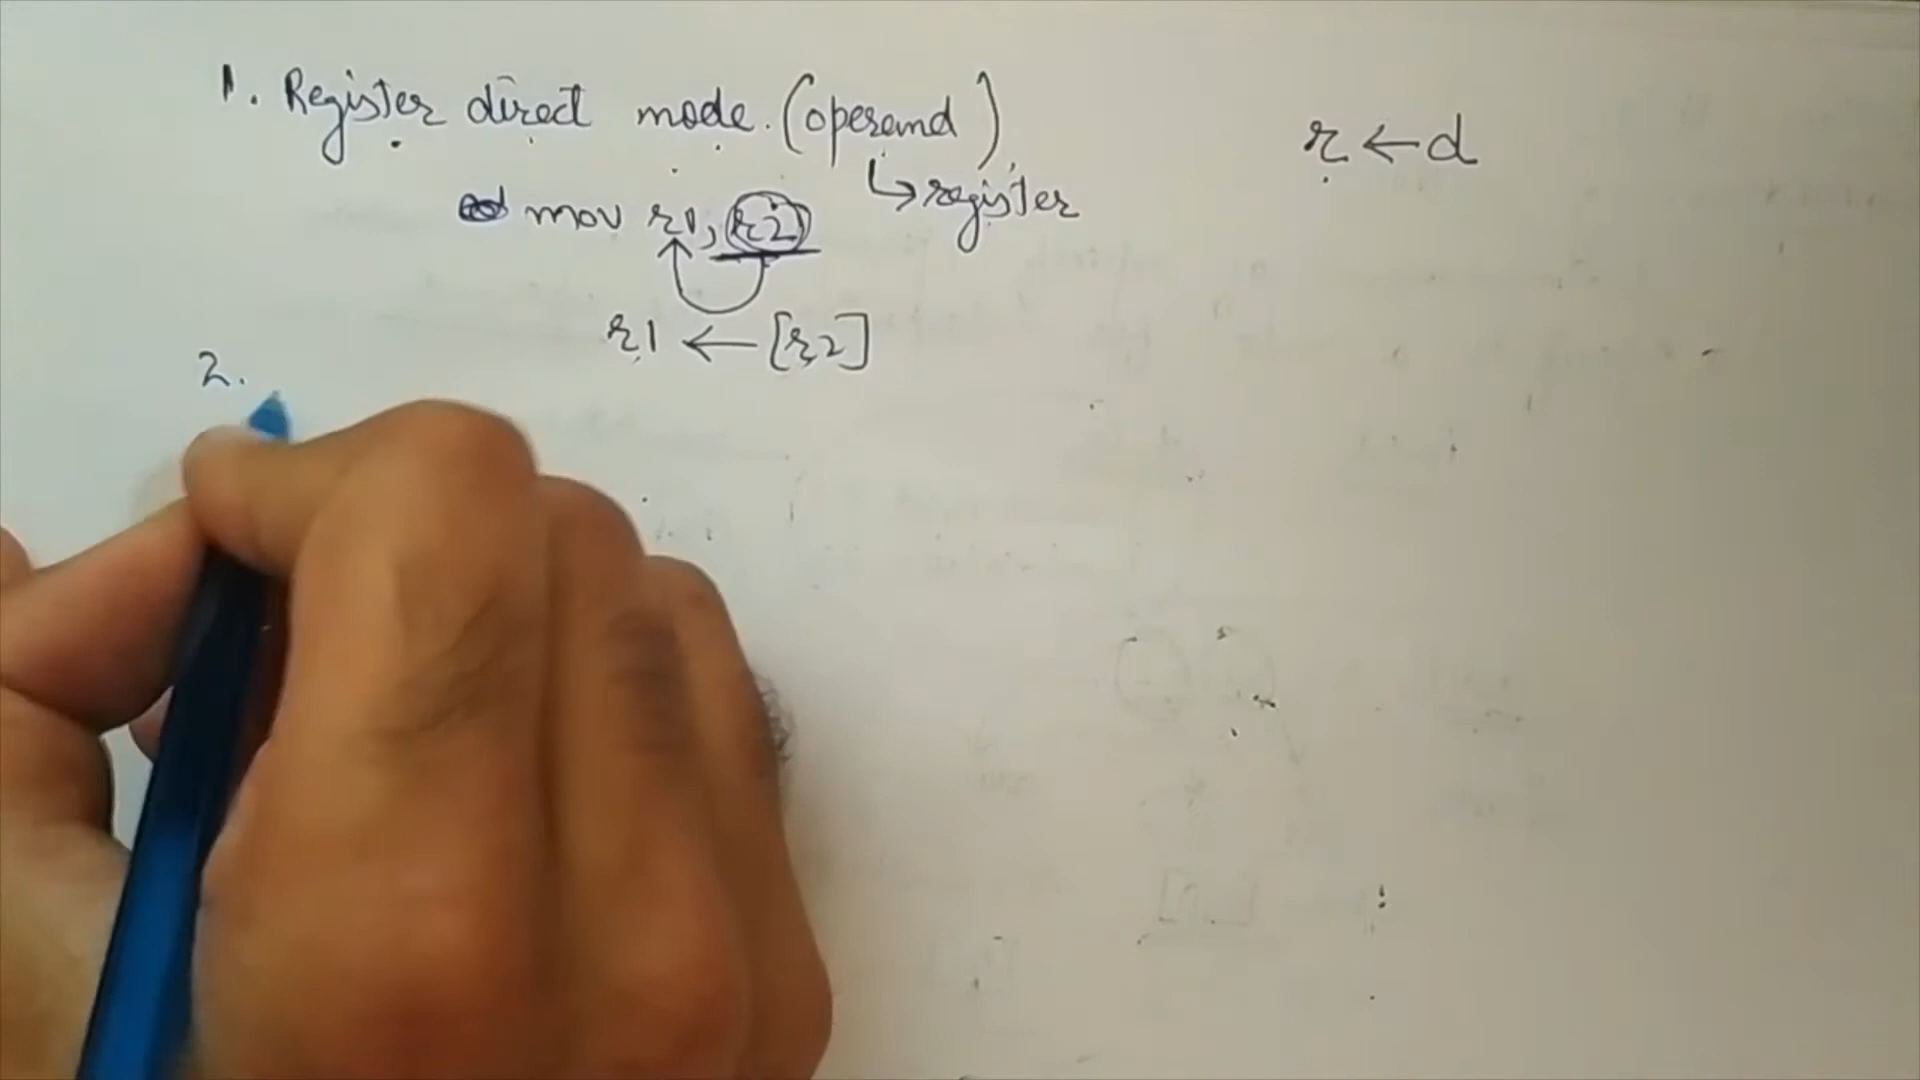 1. Register direct mode. (operand)
r ← d
↳ register
mov r1, r2
r1 ← [r2]
2.